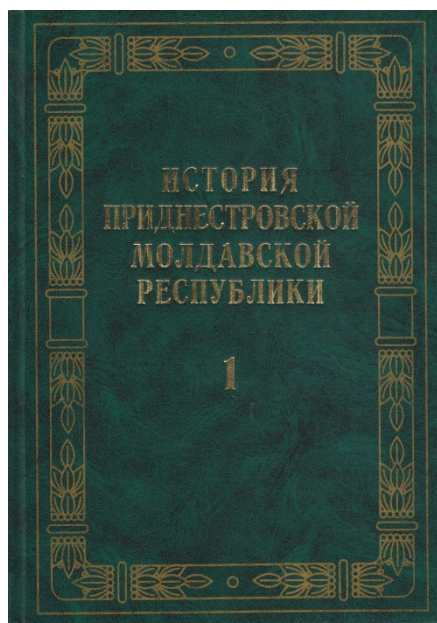 ИСТОРИЯ
ПРИДНЕСТРОВСКОЙ
МОЛДАВСКОЙ
РЕСПУБЛИКИ
1